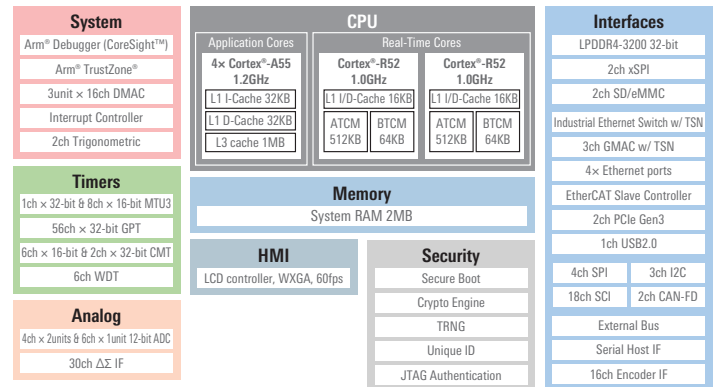 System
Arm® Debugger (CoreSight™)
Arm® TrustZone®
3unit × 16ch DMAC
Interrupt Controller
2ch Trigonometric
Timers
1ch × 32-bit & 8ch × 16-bit MTU3
56ch × 32-bit GPT
6ch × 16-bit & 2ch × 32-bit CMT
6ch WDT
Analog
4ch × 2units & 6ch × 1unit 12-bit ADC
30ch ΔΣ IF
CPU
Application Cores
4× Cortex®-A55
1.2GHz
L1 I-Cache 32KB
L1 D-Cache 32KB
L3 cache 1MB
Real-Time Cores
Cortex®-R52
1.0GHz
L1 I/D-Cache 16KB
ATCM
512KB
BTCM
64KB
Cortex®-R52
1.0GHz
L1 I/D-Cache 16KB
ATCM
512KB
BTCM
64KB
Memory
System RAM 2MB
HMI
LCD controller, WXGA, 60fps
Security
Secure Boot
Crypto Engine
TRNG
Unique ID
JTAG Authentication
Interfaces
LPDDR4-3200 32-bit
2ch xSPI
2ch SD/eMMC
Industrial Ethernet Switch w/ TSN
3ch GMAC w/ TSN
4× Ethernet ports
EtherCAT Slave Controller
2ch PCIe Gen3
1ch USB2.0
4ch SPI
3ch I2C
18ch SCI
2ch CAN-FD
External Bus
Serial Host IF
16ch Encoder IF